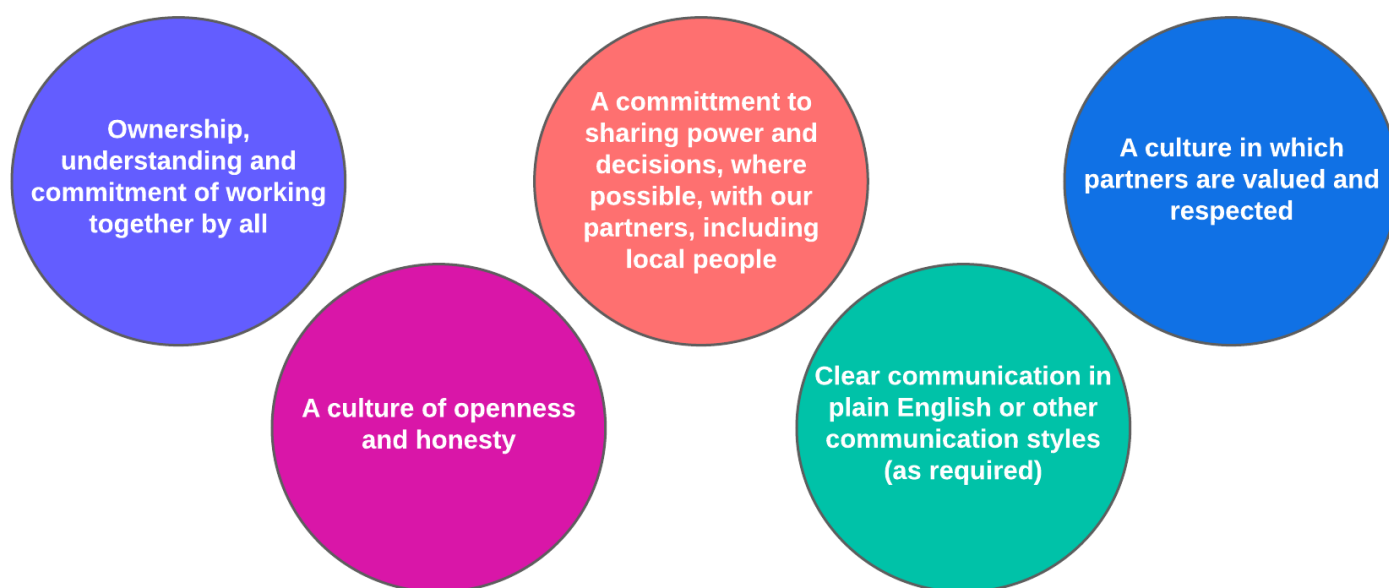 Ownership,
understanding and
commitment of working
together by all
A culture of openness
and honesty
A committment to
sharing power and
decisions, where
possible, with our
partners, including
local people
Clear communication in
plain English or other
communication styles
(as required)
A culture in which
partners are valued and
respected